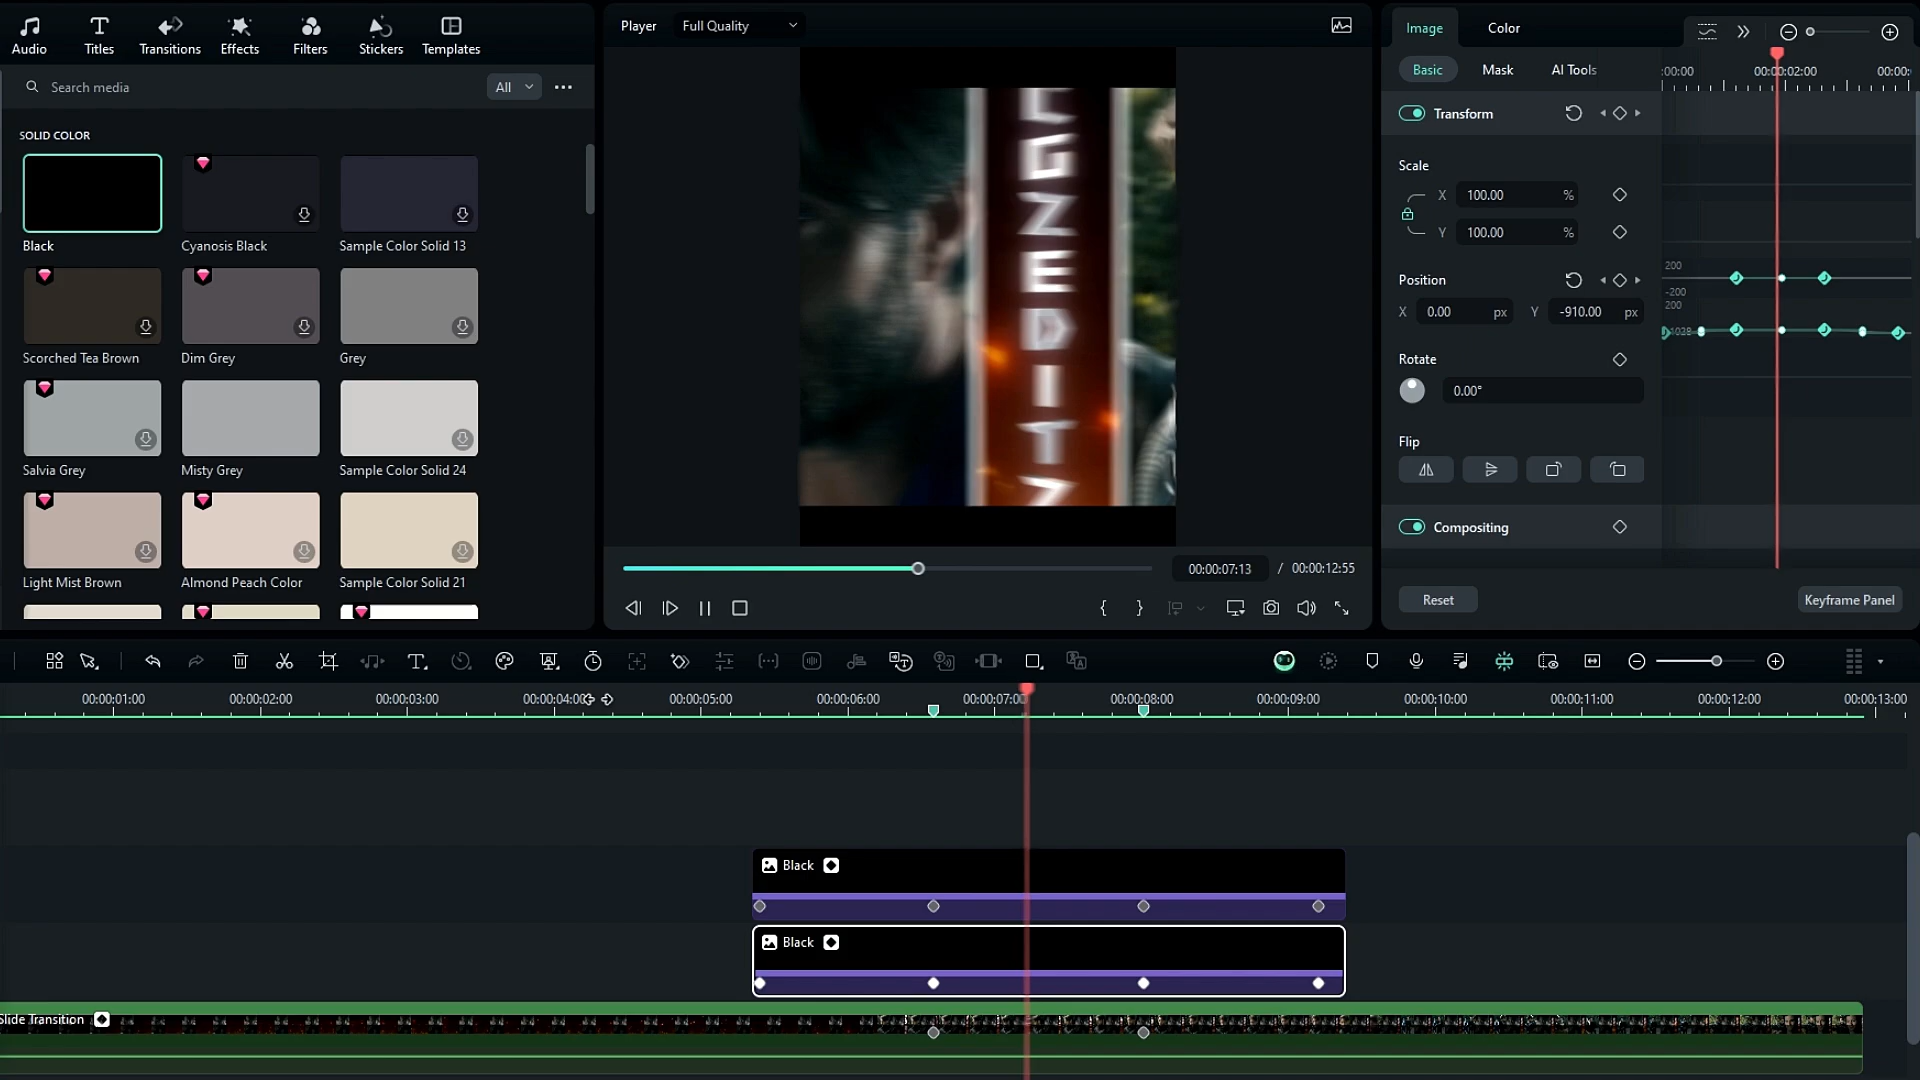 Audio
Titles
Transitions
Effects
Filters
Stickers
Templates
Search media
All
SOLID COLOR
Black
Cyanosis Black
Sample Color Solid 13
Scorched Tea Brown
Dim Grey
Grey
Salvia Grey
Misty Grey
Sample Color Solid 24
Light Mist Brown
Almond Peach Color
Sample Color Solid 21
Player
Full Quality
EDIT
00:00:07:13 / 00:00:12:55
Image
Color
Basic
Mask
AI Tools
:00:00
00:00:02:00
00:00:
Transform
Scale
X 100.00 %
Y 100.00 %
Position
X 0.00 px Y -910.00 px
200
-200
200
-1028
Rotate
0.00°
Flip
Compositing
Reset
Keyframe Panel
00:00:01:00
00:00:02:00
00:00:03:00
00:00:04:00
00:00:05:00
00:00:06:00
00:00:07:00
00:00:08:00
00:00:09:00
00:00:10:00
00:00:11:00
00:00:12:00
00:00:13:00
Black
Black
Slide Transition